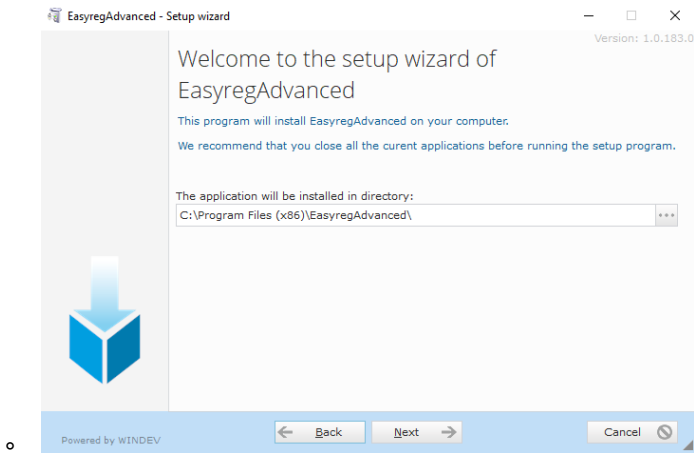 EasyregAdvanced - Setup wizard
Version: 1.0.183.0
Welcome to the setup wizard of
EasyregAdvanced
This program will install EasyregAdvanced on your computer.
We recommend that you close all the curent applications before running the setup program.
The application will be installed in directory:
C:\Program Files (x86)\EasyregAdvanced\
Powered by WINDEV
Back
Next
Cancel